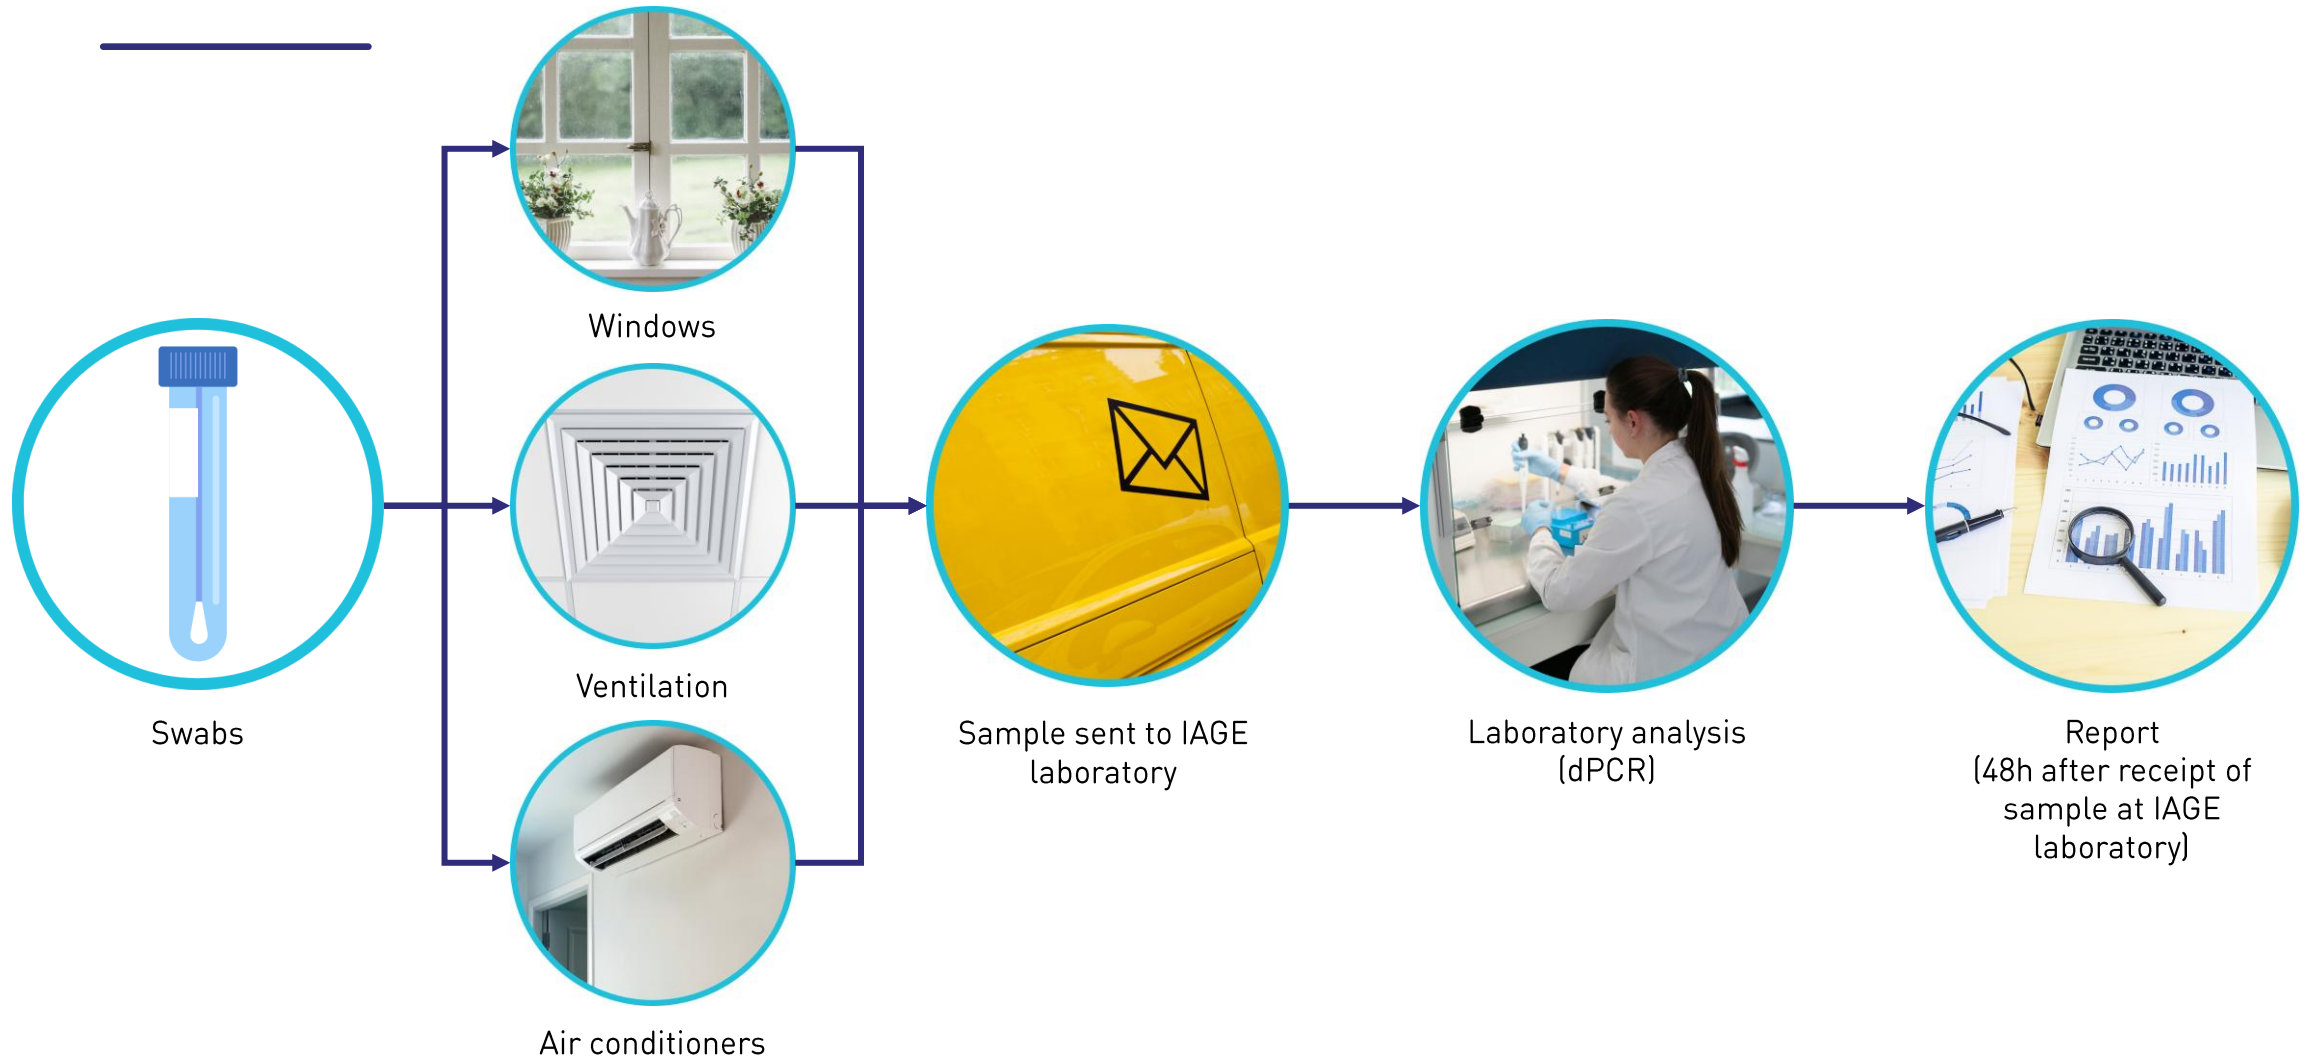 Windows
Swabs
Ventilation
Air conditioners
Sample sent to IAGE
laboratory
Laboratory analysis
(dPCR)
Report
(48h after receipt of
sample at IAGE
laboratory)